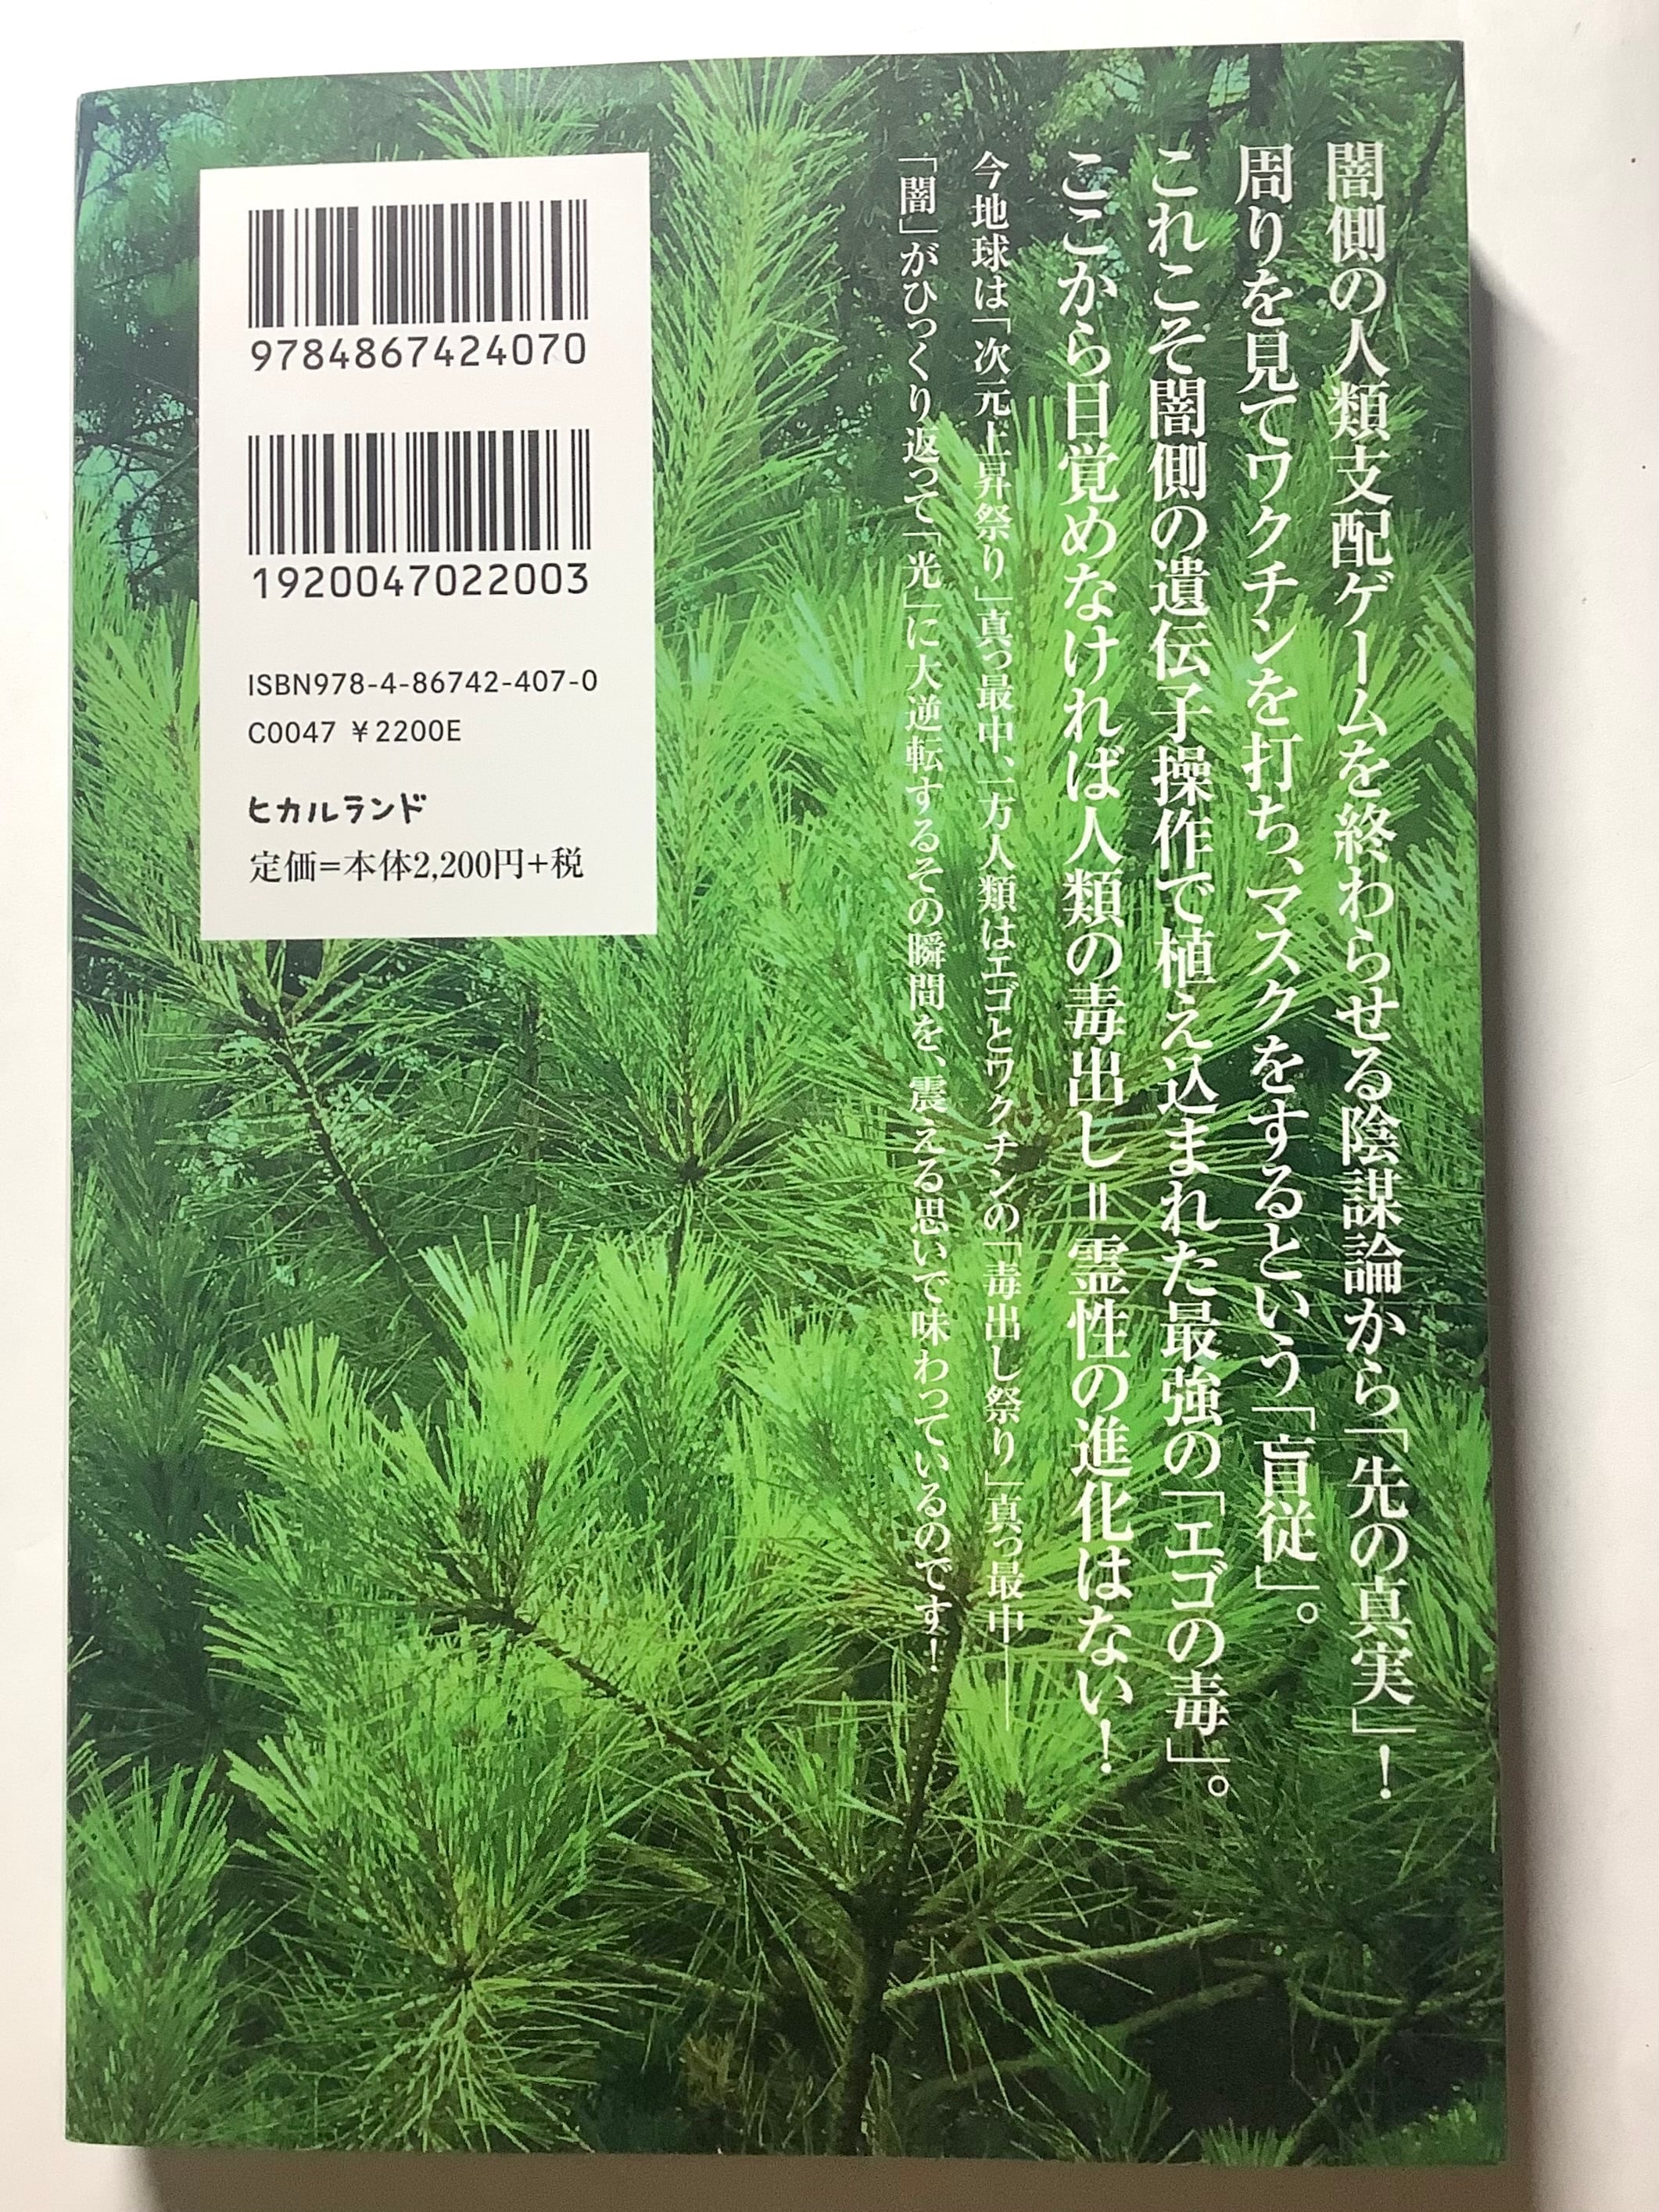 闇側の人類支配ゲームを終わらせる陰謀論から「先の真実」!
周りを見てワクチンを打ち、マスクをするという「盲従」。
これこそ闇側の遺伝子操作で植え込まれた最強の「エゴの毒」。
ここから目覚めなければ人類の毒出し=霊性の進化はない!
今地球は「次元上昇祭り」真っ最中、一方人類はエゴとワクチンの「毒出し祭り」真っ最中――
「闇」がひっくり返って「光」に大逆転するその瞬間を、震える思いで味わっているのです!
9784867424070
1920047022003
ISBN978-4-86742-407-0
C0047 ¥2200E
ヒカルランド
定価=本体2,200円+税